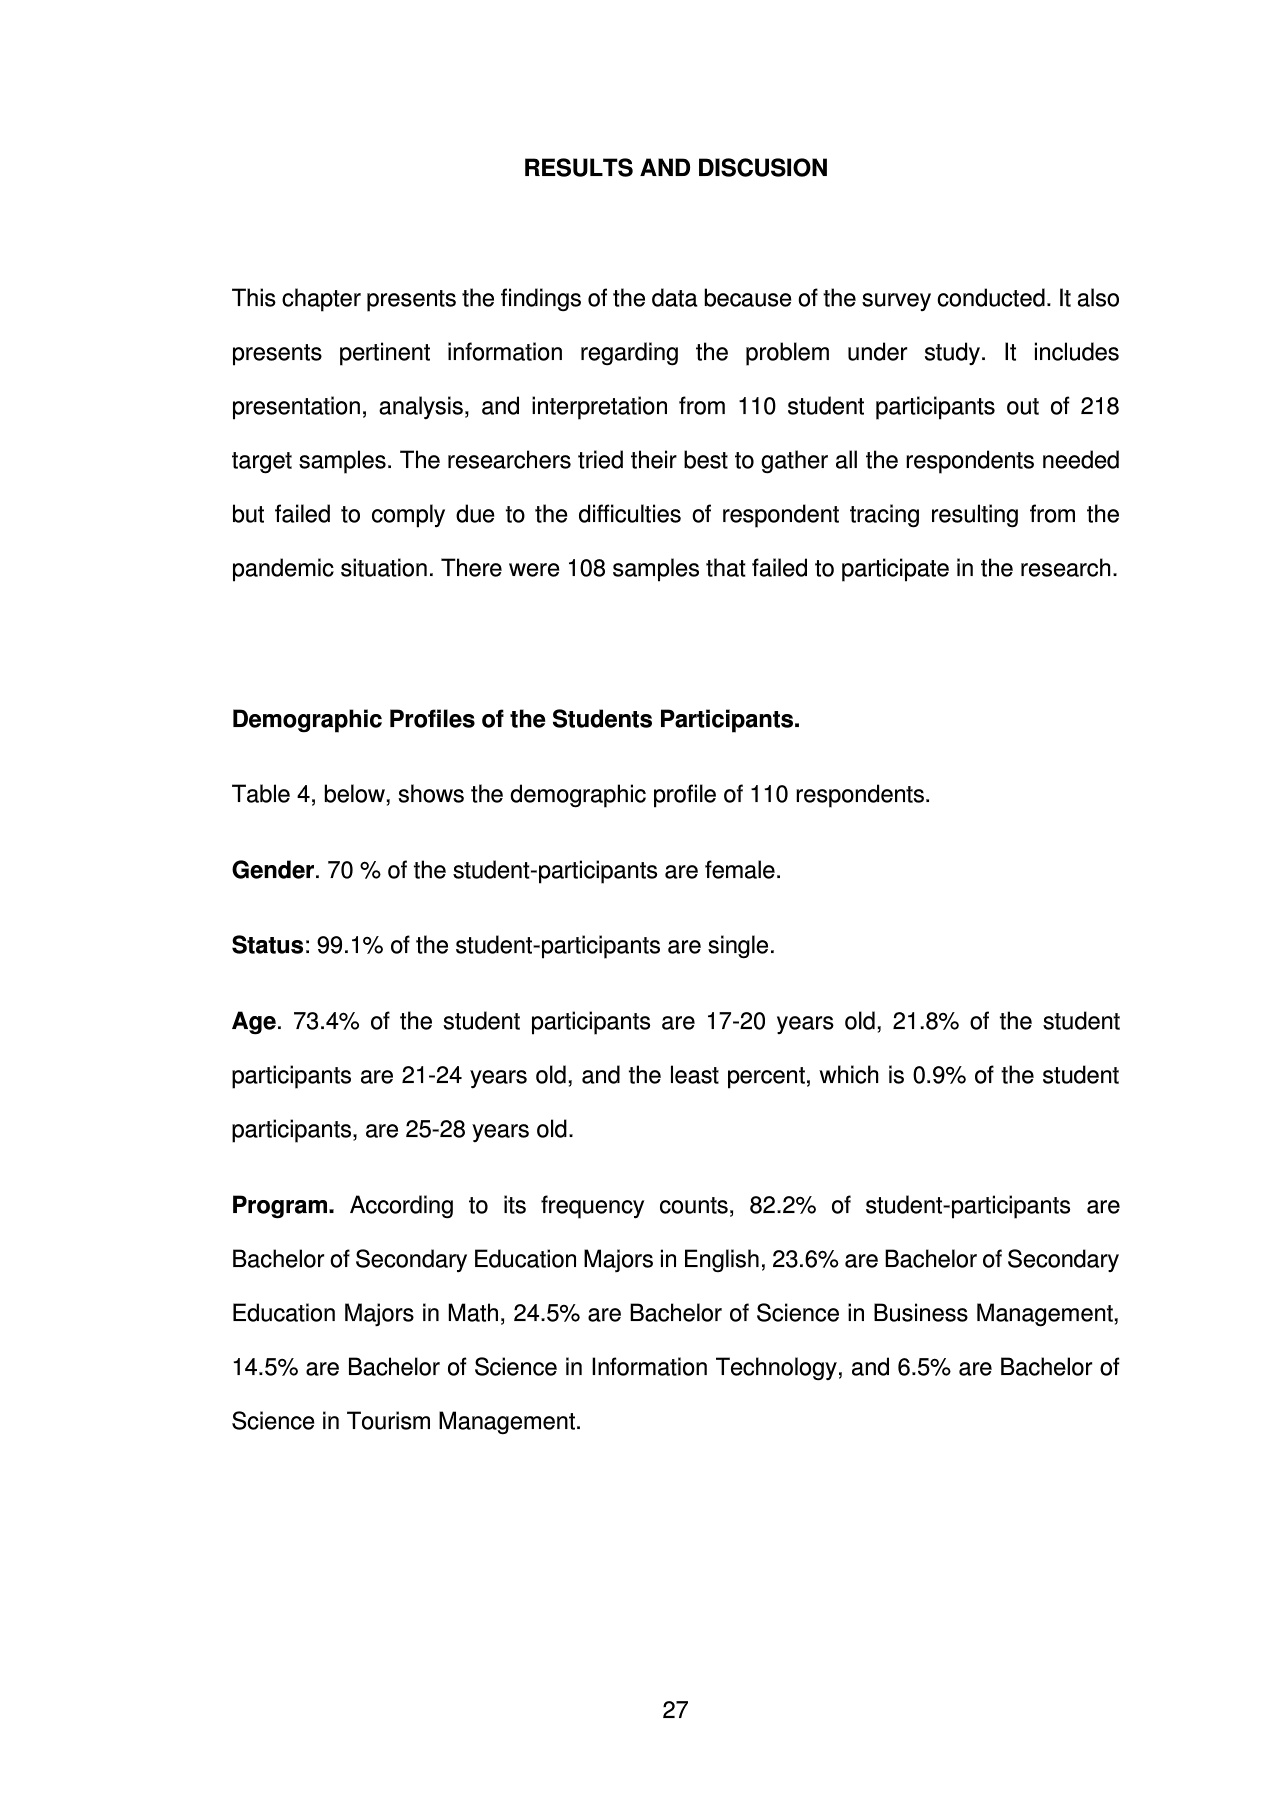 RESULTS AND DISCUSION
This chapter presents the findings of the data because of the survey conducted. It also
presents pertinent information regarding the problem under study. It includes
presentation, analysis, and interpretation from 110 student participants out of 218
target samples. The researchers tried their best to gather all the respondents needed
but failed to comply due to the difficulties of respondent tracing resulting from the
pandemic situation. There were 108 samples that failed to participate in the research.
Demographic Profiles of the Students Participants.
Table 4, below, shows the demographic profile of 110 respondents.
Gender. 70 % of the student-participants are female.
Status: 99.1% of the student-participants are single.
Age. 73.4% of the student participants are 17-20 years old, 21.8% of the student
participants are 21-24 years old, and the least percent, which is 0.9% of the student
participants, are 25-28 years old.
Program. According to its frequency counts, 82.2% of student-participants are
Bachelor of Secondary Education Majors in English, 23.6% are Bachelor of Secondary
Education Majors in Math, 24.5% are Bachelor of Science in Business Management,
14.5% are Bachelor of Science in Information Technology, and 6.5% are Bachelor of
Science in Tourism Management.
27